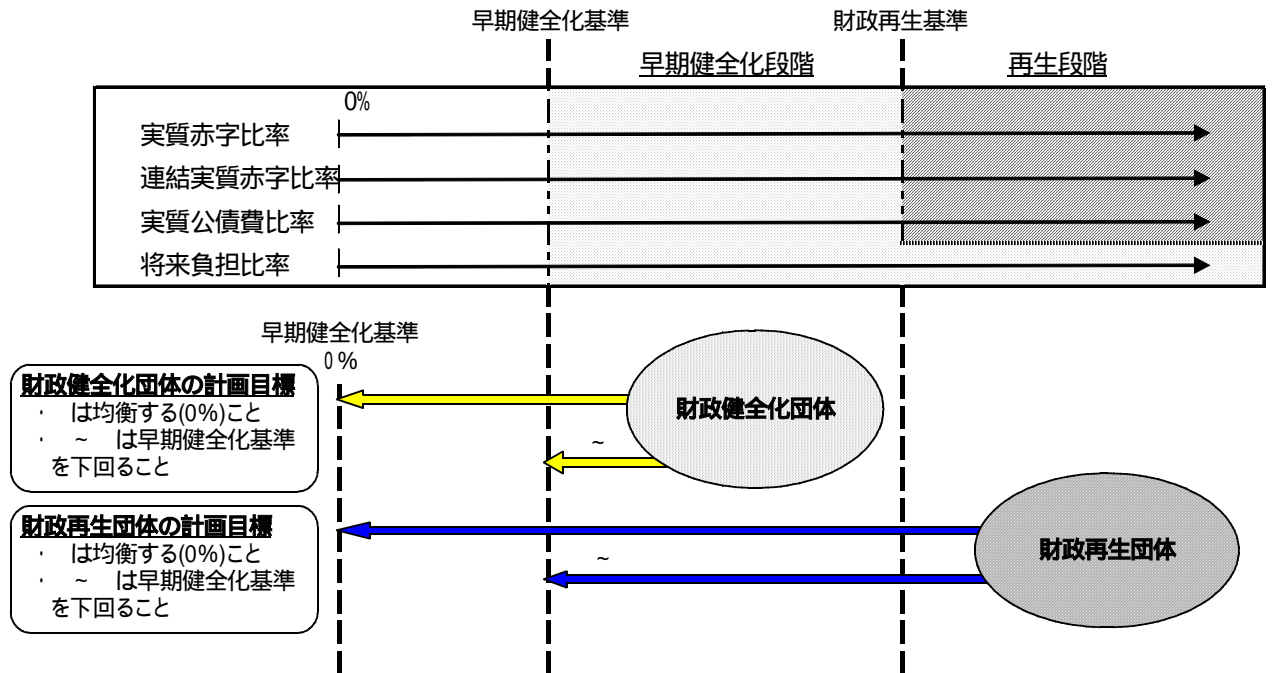 早期健全化基準
財政再生基準
早期健全化段階
再生段階
0%
実質赤字比率
連結実質赤字比率
実質公債費比率
将来負担比率
早期健全化基準
0%
財政健全化団体の計画目標
・　は均衡する(0%)こと
・　~　は早期健全化基準
を下回ること
財政健全化団体
~
財政再生団体の計画目標
・　は均衡する(0%)こと
・　~　は早期健全化基準
を下回ること
~
財政再生団体